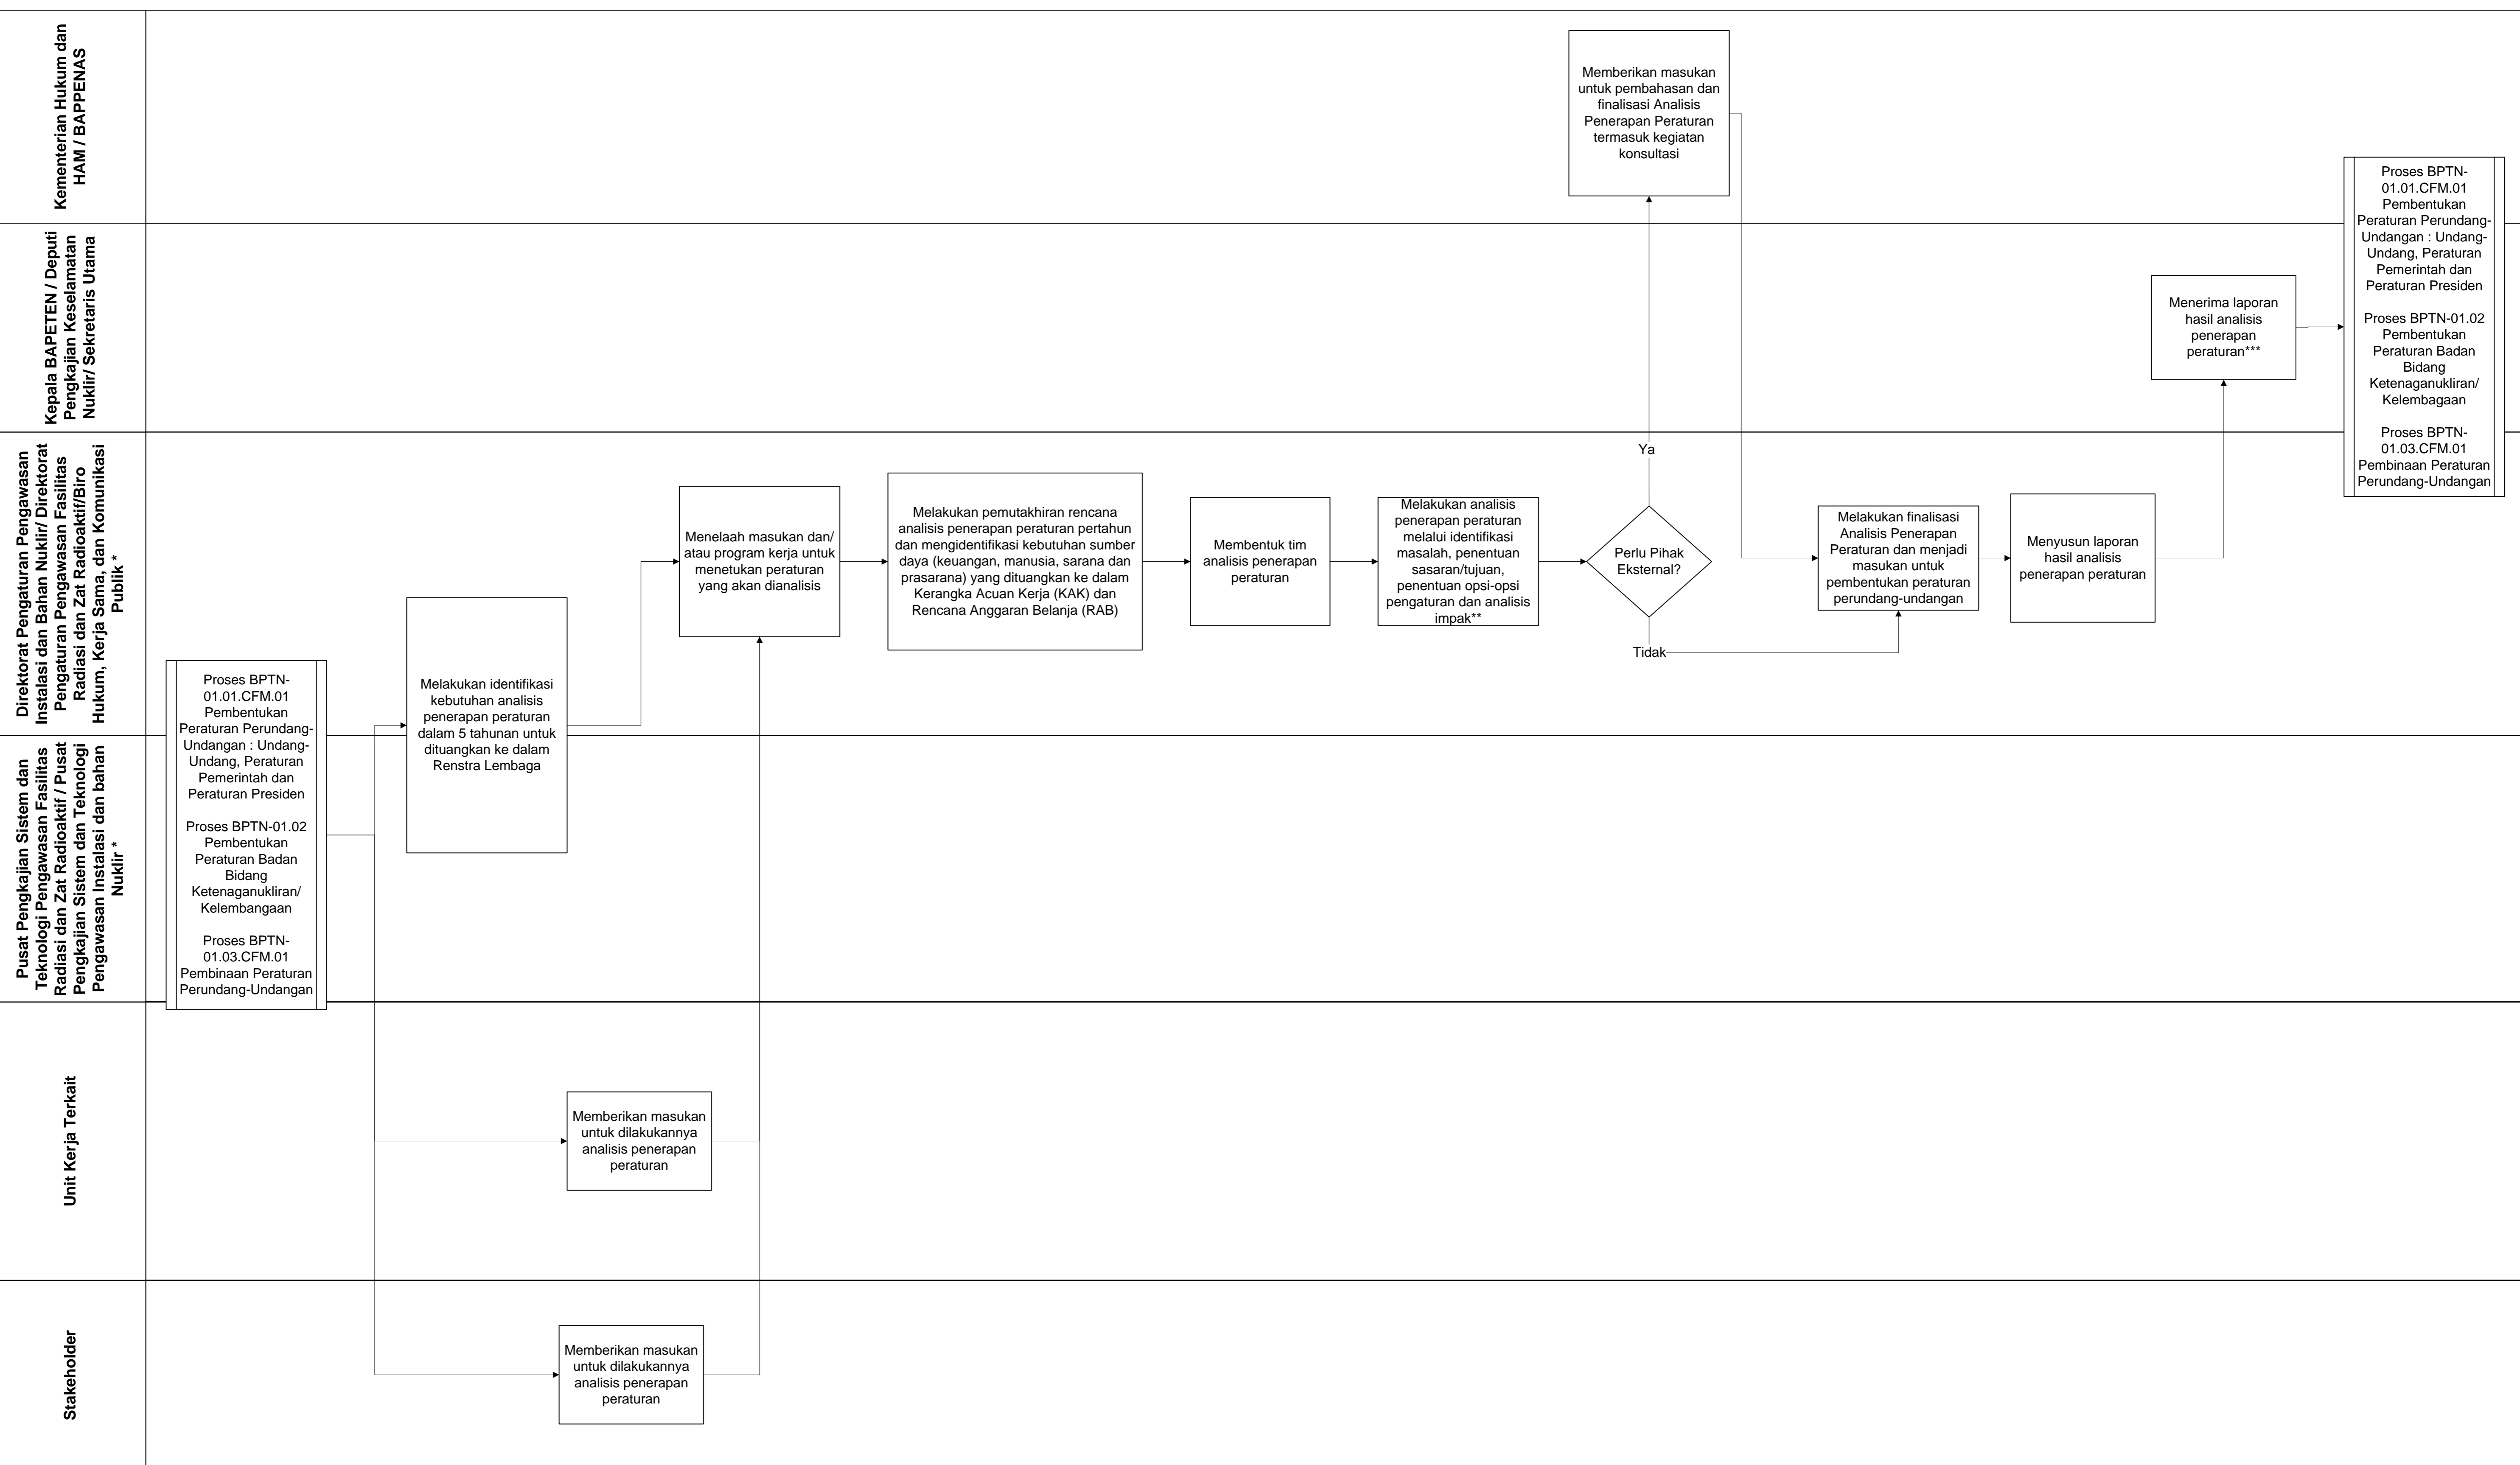 Kementerian Hukum dan
HAM / BAPPENAS
Kepala BAPETEN / Deputi
Pengkajian Keselamatan
Nuklir/ Sekretaris Utama
Direktorat Pengaturan Pengawasan
Instalasi dan Bahan Nuklir/ Direktorat
Pengaturan Pengawasan Fasilitas
Radiasi dan Zat Radioaktif/Biro
Hukum, Kerja Sama, dan Komunikasi
Publik *
Pusat Pengkajian Sistem dan
Teknologi Pengawasan Fasilitas
Radiasi dan Zat Radioaktif / Pusat
Pengkajian Sistem dan Teknologi
Pengawasan Instalasi dan bahan
Nuklir *
Unit Kerja Terkait
Stakeholder
Proses BPTN-
01.01.CFM.01
Pembentukan
Peraturan Perundang-
Undangan : Undang-
Undang, Peraturan
Pemerintah dan
Peraturan Presiden
Proses BPTN-01.02
Pembentukan
Peraturan Badan
Bidang
Ketenaganukliran/
Kelembangaan
Proses BPTN-
01.03.CFM.01
Pembinaan Peraturan
Perundang-Undangan
Melakukan identifikasi
kebutuhan analisis
penerapan peraturan
dalam 5 tahunan untuk
dituangkan ke dalam
Renstra Lembaga
Memberikan masukan
untuk dilakukannya
analisis penerapan
peraturan
Memberikan masukan
untuk dilakukannya
analisis penerapan
peraturan
Menelaah masukan dan/
atau program kerja untuk
menetukan peraturan
yang akan dianalisis
Melakukan pemutakhiran rencana
analisis penerapan peraturan pertahun
dan mengidentifikasi kebutuhan sumber
daya (keuangan, manusia, sarana dan
prasarana) yang dituangkan ke dalam
Kerangka Acuan Kerja (KAK) dan
Rencana Anggaran Belanja (RAB)
Membentuk tim
analisis penerapan
peraturan
Melakukan analisis
penerapan peraturan
melalui identifikasi
masalah, penentuan
sasaran/tujuan,
penentuan opsi-opsi
pengaturan dan analisis
impak**
Perlu Pihak
Eksternal?
Ya
Tidak
Memberikan masukan
untuk pembahasan dan
finalisasi Analisis
Penerapan Peraturan
termasuk kegiatan
konsultasi
Melakukan finalisasi
Analisis Penerapan
Peraturan dan menjadi
masukan untuk
pembentukan peraturan
perundang-undangan
Menyusun laporan
hasil analisis
penerapan peraturan
Menerima laporan
hasil analisis
penerapan
peraturan***
Proses BPTN-
01.01.CFM.01
Pembentukan
Peraturan Perundang-
Undangan : Undang-
Undang, Peraturan
Pemerintah dan
Peraturan Presiden
Proses BPTN-01.02
Pembentukan
Peraturan Badan
Bidang
Ketenaganukliran/
Kelembagaan
Proses BPTN-
01.03.CFM.01
Pembinaan Peraturan
Perundang-Undangan